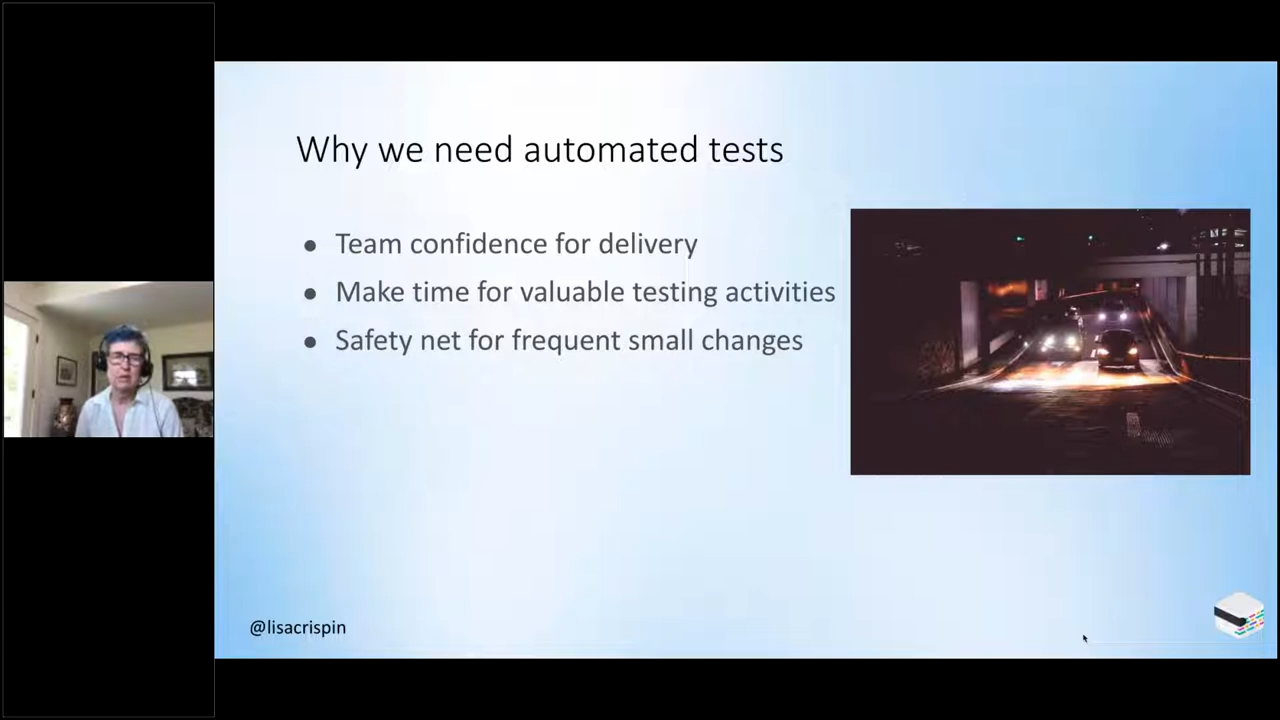 Why we need automated tests
● Team confidence for delivery
● Make time for valuable testing activities
● Safety net for frequent small changes
@lisacrispin